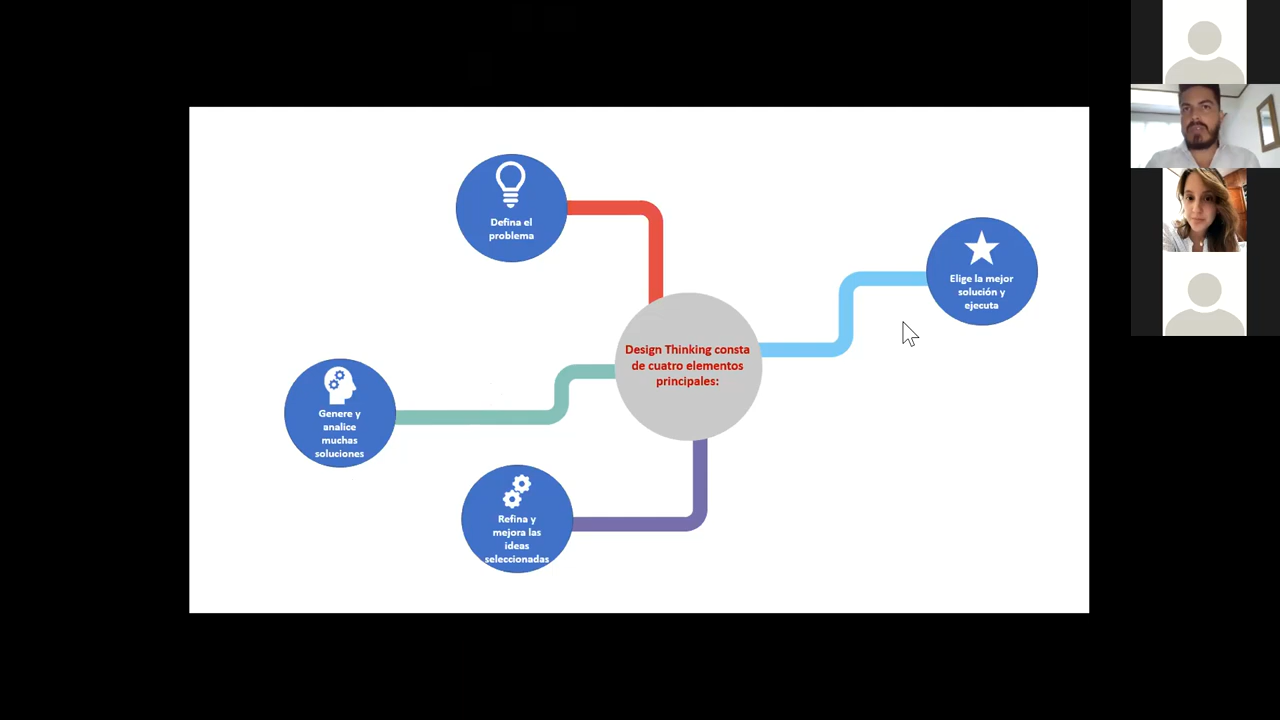 Defina el
problema
Elige la mejor
solución y
ejecuta
Design Thinking consta
de cuatro elementos
principales:
Genere y
analice
muchas
soluciones
Refina y
mejora las
ideas
seleccionadas